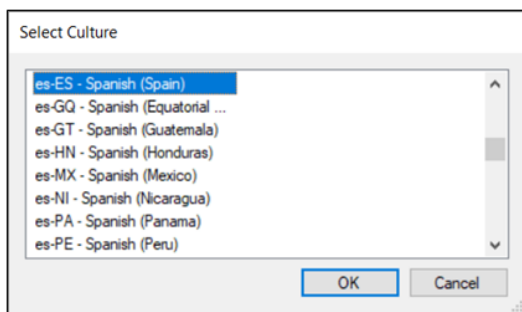 Select Culture
es-ES - Spanish (Spain)
es-GQ - Spanish (Equatorial ...
es-GT - Spanish (Guatemala)
es-HN - Spanish (Honduras)
es-MX - Spanish (Mexico)
es-NI - Spanish (Nicaragua)
es-PA - Spanish (Panama)
es-PE - Spanish (Peru)
OK Cancel